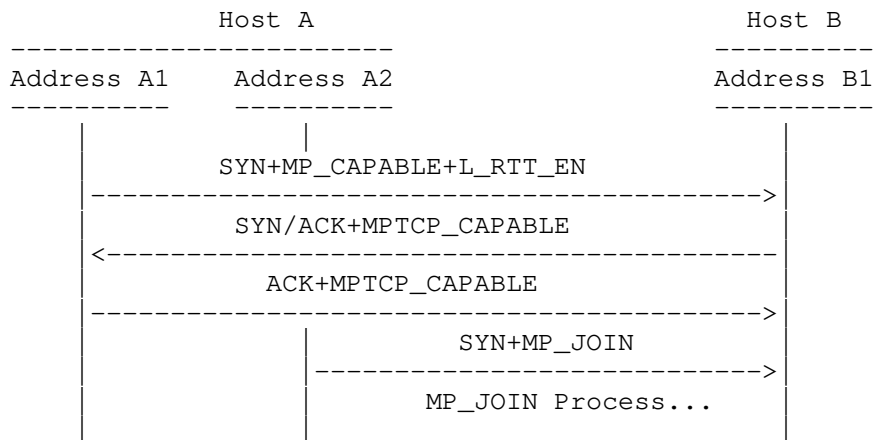 Host A Host B
------------------------ ----------
Address A1 Address A2 Address B1
---------- ---------- ----------
SYN+MP_CAPABLE+L_RTT_EN
SYN/ACK+MPTCP_CAPABLE
ACK+MPTCP_CAPABLE
SYN+MP_JOIN
MP_JOIN Process...